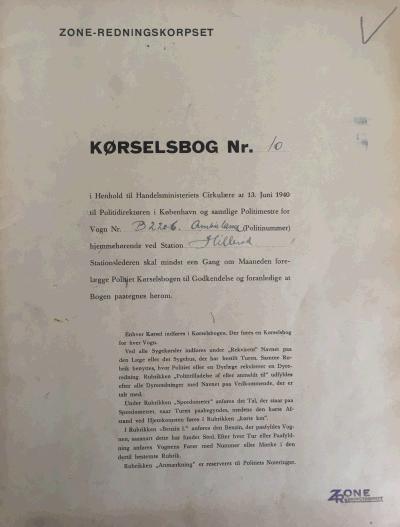 ZONE-REDNINGSKORPSET
KØRSELSBOG Nr. 10
i Henhold til Handelsministeriets Cirkulære at 13. Juni 1940
til Politidirektøren i København og samtlige Politimestre for
Vogn Nr. B2206. Ambulance (Politinummer)
hjemmehørende ved Station Hillerød
Stationslederen skal mindst een Gang om Maaneden fore-
lægge Politiet Kørselsbogen til Godkendelse og foranledige at
Bogen paategnes herom.
Enhver Kørsel indføres i Kørselsbogen. Der føres en Kørselsbog
for hver Vogn.
Ved alle Sygekørsler indføres under „Rekvirent" Navnet paa
den Læge eller det Sygehus, der har bestilt Turen. Samme Ru-
brik benyttes, hvor Politiet eller en Dyrlæge rekvirerer en Dyre-
redning. Rubrikken „Politritilladelse af eller anmeldt til" udfyldes
efter alle Dyreredninger med Navnet paa Vedkommende, der er
talt med.
Under Rubrikken „Speedometer" anføres det Tal, der staar paa
Speedometret, naar Turen paabegyndes, medens den kørte Af-
stand ved Hjemkomsten føres i Rubrikken „kørte km".
I Rubrikken „Benzin L" anføres den Benzin, der paafyldes Vog-
nen, saasnart dette har fundet Sted. Efter hver Tur eller Paafyld-
ning anføres Vognens Fører med Nummer eller Mærke i den
dertil bestemte Rubrik.
Rubrikken „Anmærkning" er reserveret til Politiets Noteringer.
ZONE
REDNINGSKORPSET